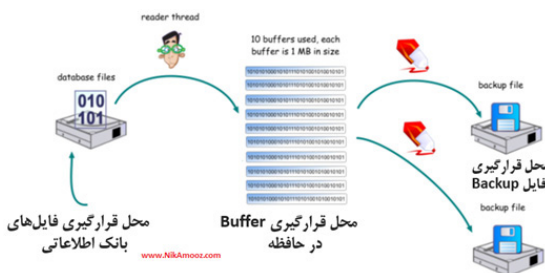 reader thread
10 buffers used, each
buffer is 1 MB in size
database files
010
101
backup file
محل قرارگیری
فایل Backup
backup file
محل قرارگیری فایل‌های
بانک اطلاعاتی
محل قرارگیری Buffer
در حافظه
www.NikAmooz.com